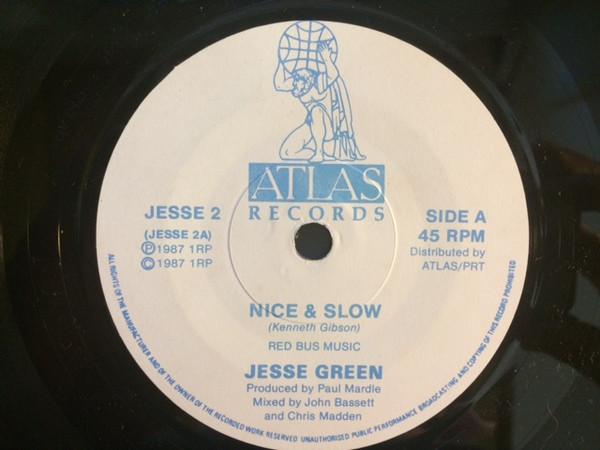 ATLAS
RECORDS
JESSE 2
(JESSE 2A)
Ⓟ 1987 1RP
© 1987 1RP
SIDE A
45 RPM
Distributed by
ATLAS/PRT
NICE & SLOW
(Kenneth Gibson)
RED BUS MUSIC
JESSE GREEN
Produced by Paul Mardle
Mixed by John Bassett
and Chris Madden
ALL RIGHTS OF THE MANUFACTURER AND OF THE OWNER OF THE RECORDED WORK RESERVED UNAUTHORISED PUBLIC PERFORMANCE BROADCASTING AND COPYING OF THIS RECORD PROHIBITED